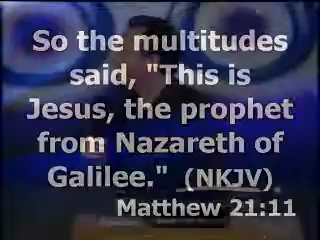 So the multitudes
said, "This is
Jesus, the prophet
from Nazareth of
Galilee." (NKJV)
Matthew 21:11